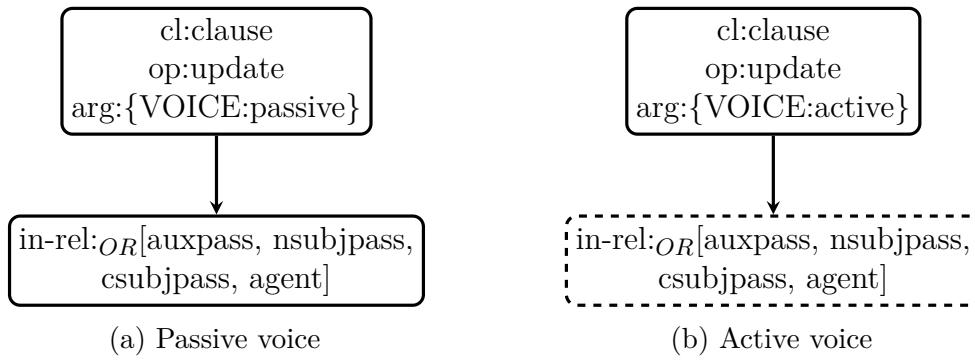 cl:clause
op:update
arg:{VOICE:passive}
in-rel:OR[auxpass, nsubjpass,
csubjpass, agent]
(a) Passive voice
cl:clause
op:update
arg:{VOICE:active}
in-rel:OR[auxpass, nsubjpass,
csubjpass, agent]
(b) Active voice